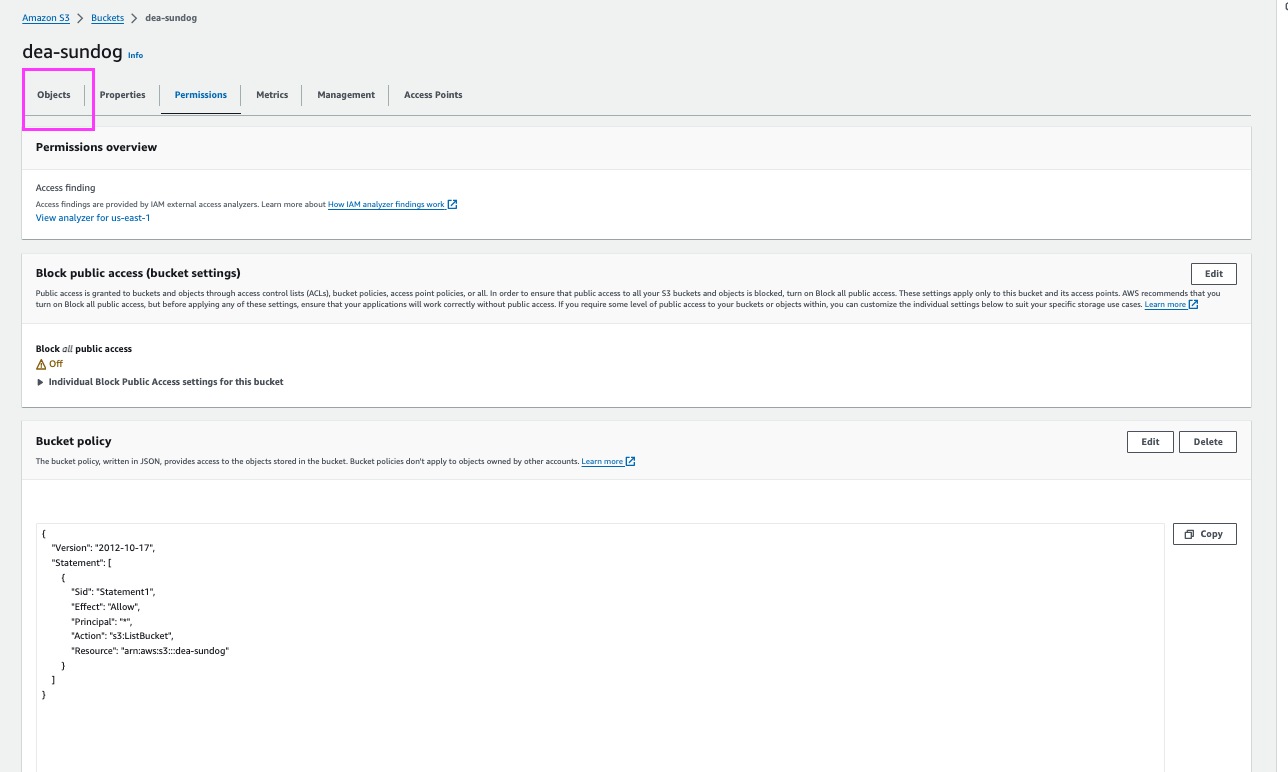 Amazon S3 > Buckets > dea-sundog
dea-sundog Info
Objects Properties Permissions Metrics Management Access Points
Permissions overview
Access finding
Access findings are provided by IAM external access analyzers. Learn more about How IAM analyzer findings work
View analyzer for us-east-1
Block public access (bucket settings) Edit
Public access is granted to buckets and objects through access control lists (ACLs), bucket policies, access point policies, or all. In order to ensure that public access to all your S3 buckets and objects is blocked, turn on Block all public access. These settings apply only to this bucket and its access points. AWS recommends that you
turn on Block all public access, but before applying any of these settings, ensure that your applications will work correctly without public access. If you require some level of public access to your buckets or objects within, you can customize the individual settings below to suit your specific storage use cases. Learn more
Block all public access
Off
Individual Block Public Access settings for this bucket
Bucket policy Edit Delete
The bucket policy, written in JSON, provides access to the objects stored in the bucket. Bucket policies don't apply to objects owned by other accounts. Learn more
Copy
{
"Version": "2012-10-17",
"Statement": [
{
"Sid": "Statement1",
"Effect": "Allow",
"Principal": "*",
"Action": "s3:ListBucket",
"Resource": "arn:aws:s3:::dea-sundog"
}
]
}